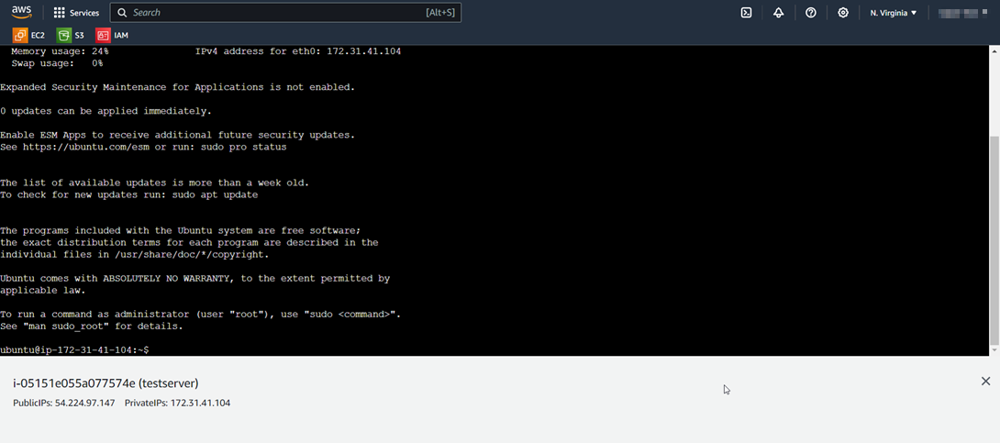 aws
Services
Search
[Alt+S]
N. Virginia
EC2 S3 IAM
Memory usage: 24% IPv4 address for eth0: 172.31.41.104
Swap usage: 0%
Expanded Security Maintenance for Applications is not enabled.
0 updates can be applied immediately.
Enable ESM Apps to receive additional future security updates.
See https://ubuntu.com/esm or run: sudo pro status
The list of available updates is more than a week old.
To check for new updates run: sudo apt update
The programs included with the Ubuntu system are free software;
the exact distribution terms for each program are described in the
individual files in /usr/share/doc/*/copyright.
Ubuntu comes with ABSOLUTELY NO WARRANTY, to the extent permitted by
applicable law.
To run a command as administrator (user "root"), use "sudo <command>".
See "man sudo_root" for details.
ubuntu@ip-172-31-41-104:~$
i-05151e055a077574e (testserver)
PublicIPs: 54.224.97.147 PrivateIPs: 172.31.41.104